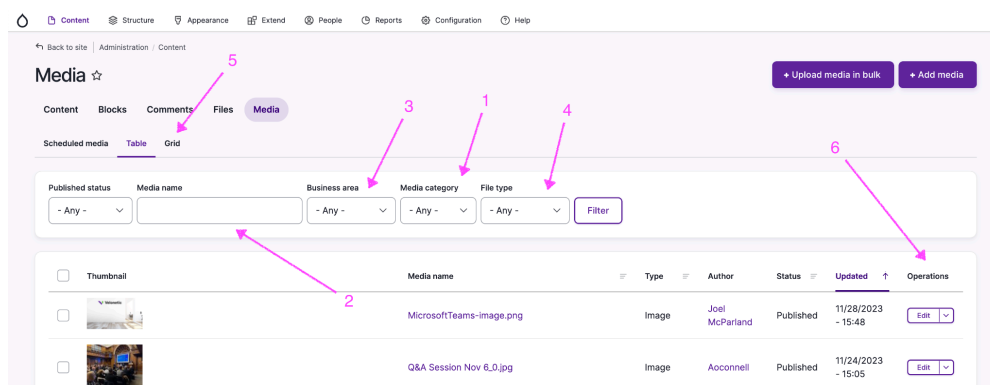 Content Structure Appearance Extend People Reports Configuration Help
Back to site Administration / Content
5
Media
+ Upload media in bulk + Add media
Content Blocks Comments Files Media
3 1 4
Scheduled media Table Grid
6
Published status Media name Business area Media category File type
- Any - - Any - - Any - - Any - Filter
Thumbnail Media name Type Author Status Updated Operations
2
MicrosoftTeams-image.png Image Joel McParland Published 11/28/2023 - 15:48 Edit
Q&A Session Nov 6_0.jpg Image Aoconnell Published 11/24/2023 - 15:05 Edit